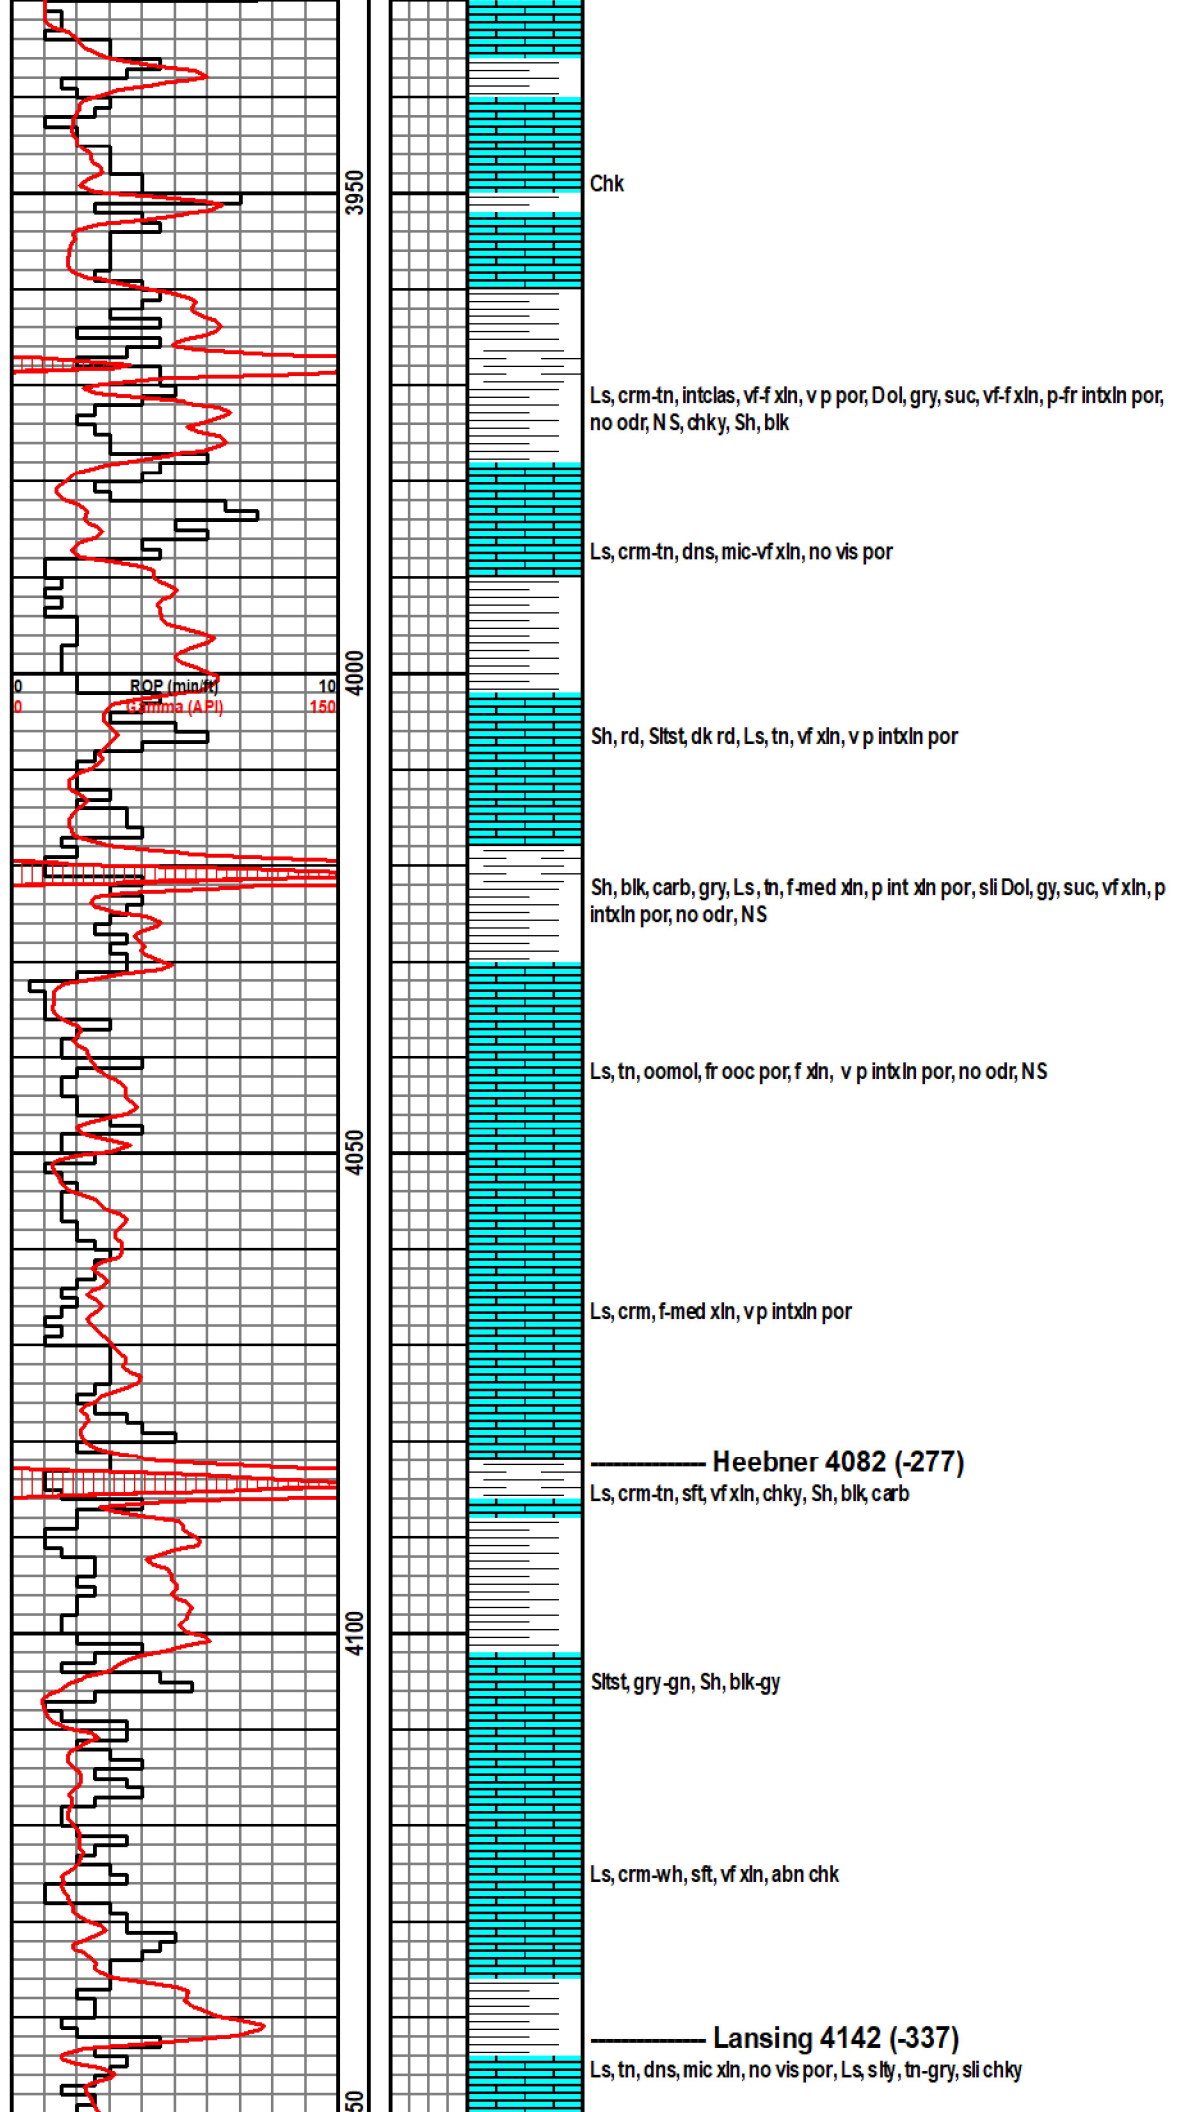 Chk
3950
Ls, crm-tn, intclas, vf-f xln, v p por, Dol, gry, suc, vf-f xln, p-fr intxln por,
no odr, NS, chky, Sh, blk
Ls, crm-tn, dns, mic-vf xln, no vis por
4000
0 ROP (min/ft) 10
0 Gamma (API) 150
Sh, rd, Sltst, dk rd, Ls, tn, vf xln, v p intxln por
Sh, blk, carb, gry, Ls, tn, f-med xln, p int xln por, sli Dol, gy, suc, vf xln, p
intxln por, no odr, NS
Ls, tn, oomol, fr ooc por, f xln, v p intxln por, no odr, NS
4050
Ls, crm, f-med xln, v p intxln por
Heebner 4082 (-277)
Ls, crm-tn, sft, vf xln, chky, Sh, blk, carb
4100
Sltst, gry-gn, Sh, blk-gy
Ls, crm-wh, sft, vf xln, abn chk
Lansing 4142 (-337)
Ls, tn, dns, mic xln, no vis por, Ls, slty, tn-gry, sli chky
50